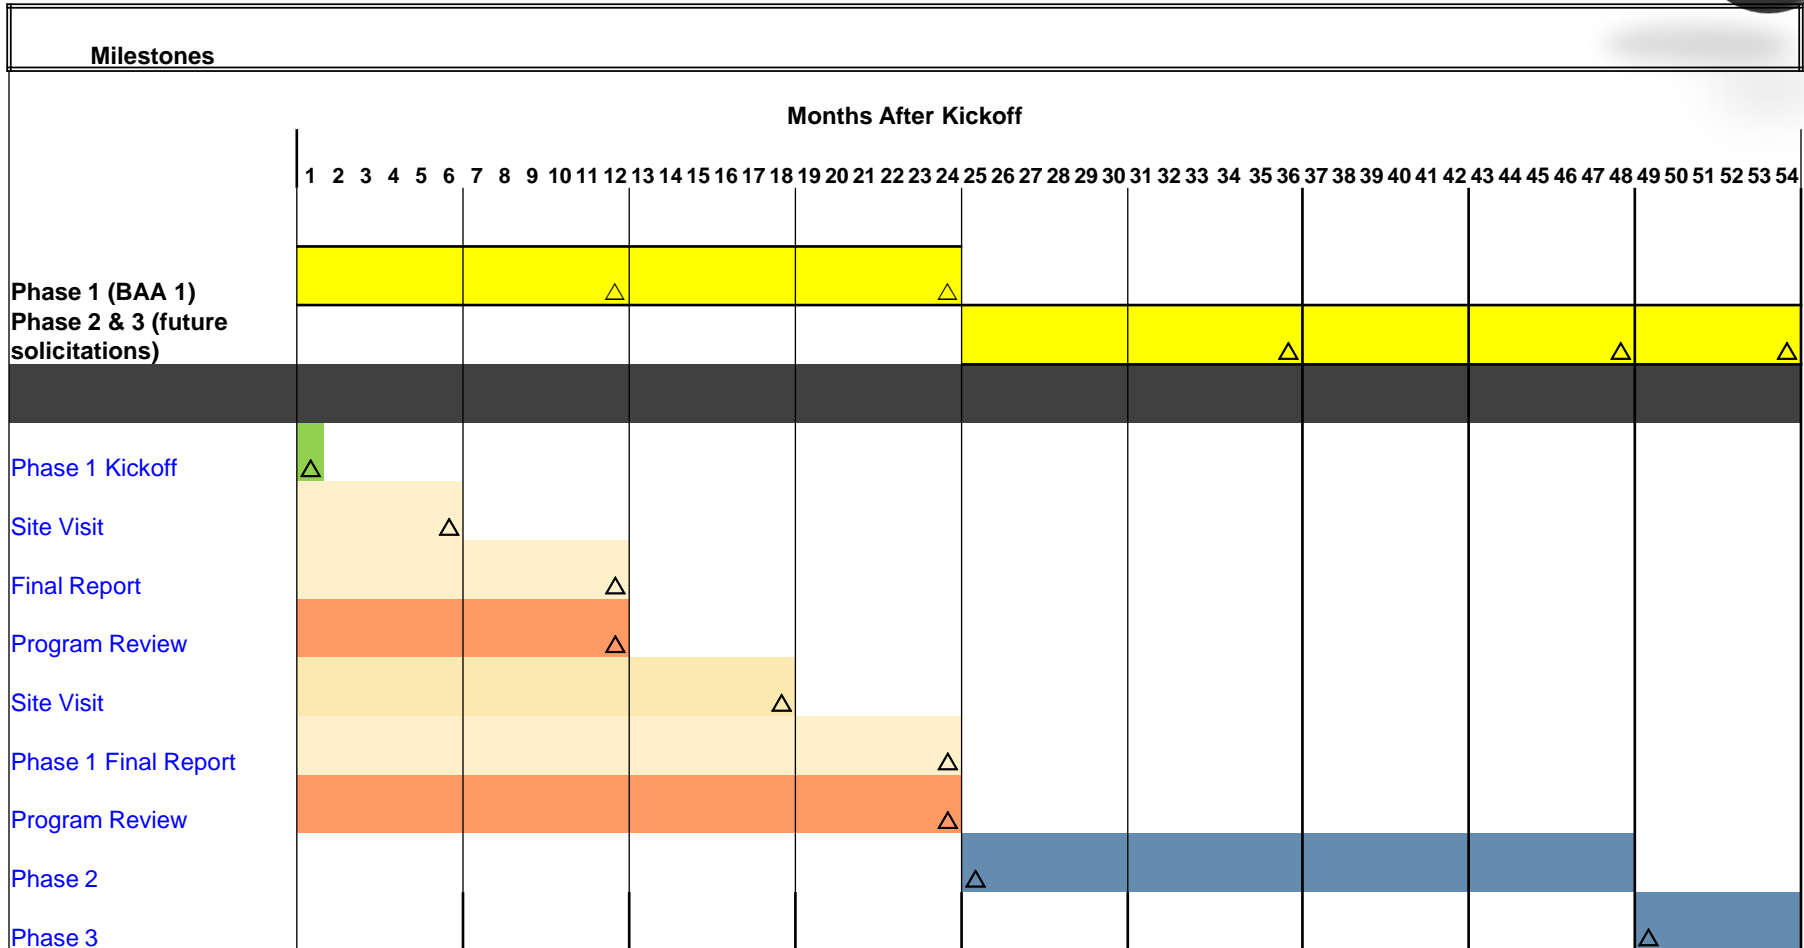 Milestones
Months After Kickoff
1 2 3 4 5 6 7 8 9 10 11 12 13 14 15 16 17 18 19 20 21 22 23 24 25 26 27 28 29 30 31 32 33 34 35 36 37 38 39 40 41 42 43 44 45 46 47 48 49 50 51 52 53 54
Phase 1 (BAA 1)
Phase 2 & 3 (future
solicitations)
Phase 1 Kickoff
Site Visit
Final Report
Program Review
Site Visit
Phase 1 Final Report
Program Review
Phase 2
Phase 3